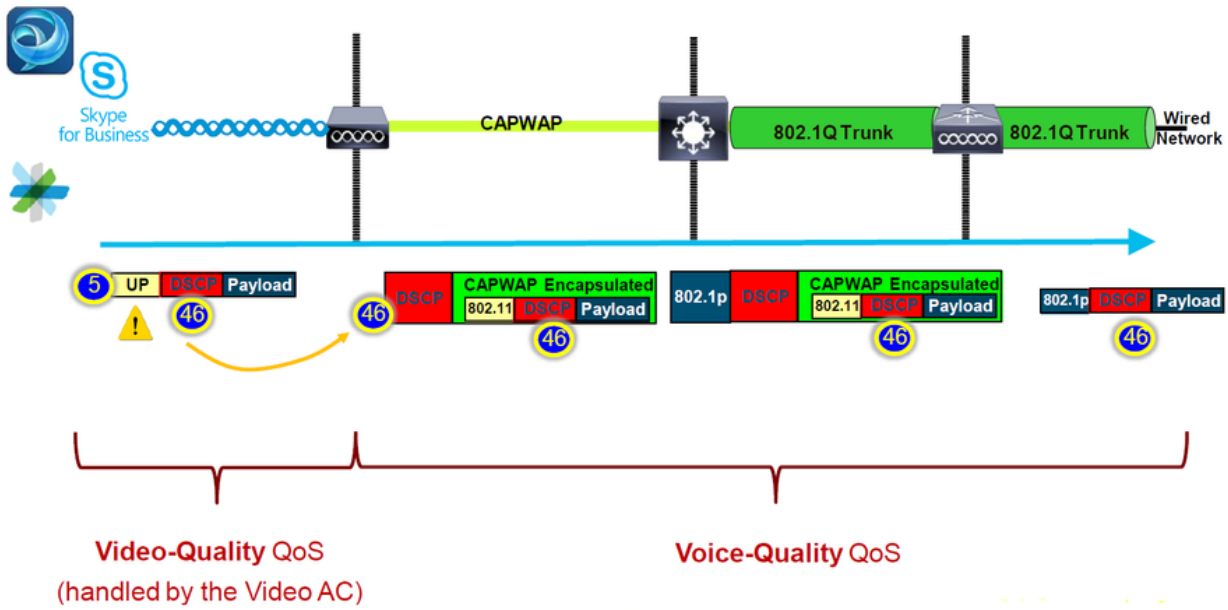 S
Skype
for Business
CAPWAP
802.1Q Trunk
802.1Q Trunk
Wired
Network
5
UP
DSCP
Payload
46
DSCP
CAPWAP Encapsulated
802.11
DSCP
Payload
46
46
802.1p
DSCP
CAPWAP Encapsulated
802.11
DSCP
Payload
46
802.1p
DSCP
Payload
46
!
Video-Quality QoS
(handled by the Video AC)
Voice-Quality QoS